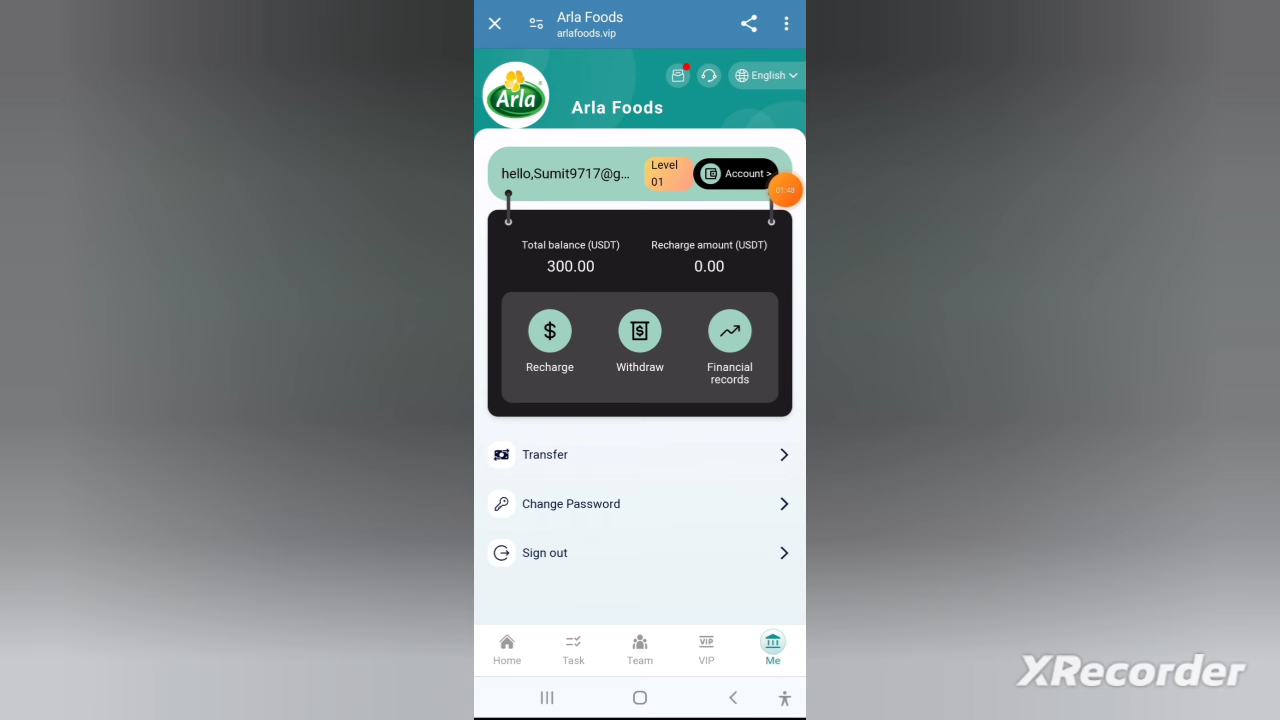 Arla Foods
arlafoods.vip
English
Arla
Arla Foods
hello,Sumit9717@g...
Level
01
Account >
01:48
Total balance (USDT)
Recharge amount (USDT)
300.00
0.00
Recharge
Withdraw
Financial
records
Transfer
Change Password
Sign out
VIP
Home
Task
Team
VIP
Me
XRecorder